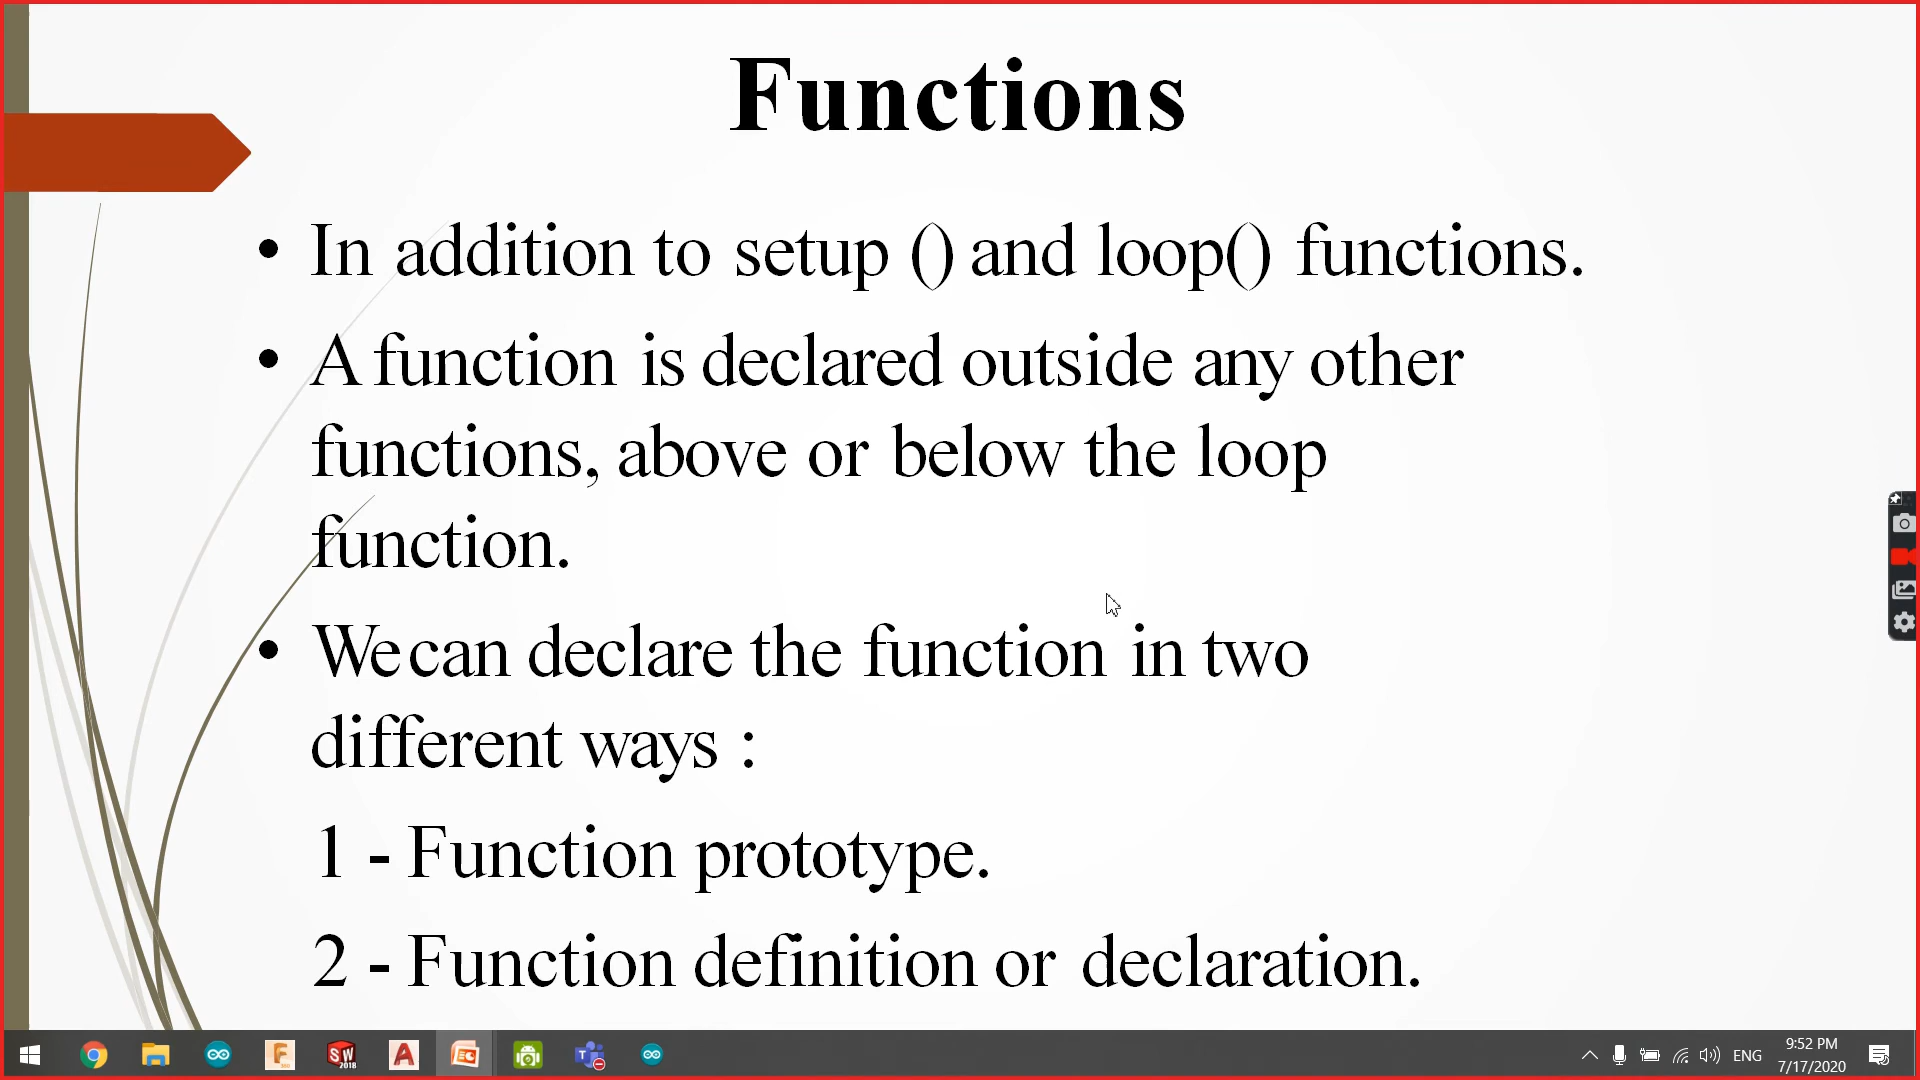 Functions
• In addition to setup () and loop() functions.
• A function is declared outside any other
functions, above or below the loop
function.
• We can declare the function in two
different ways :
1 - Function prototype.
2 - Function definition or declaration.
SW
2018
A
T
ENG
9:52 PM
7/17/2020